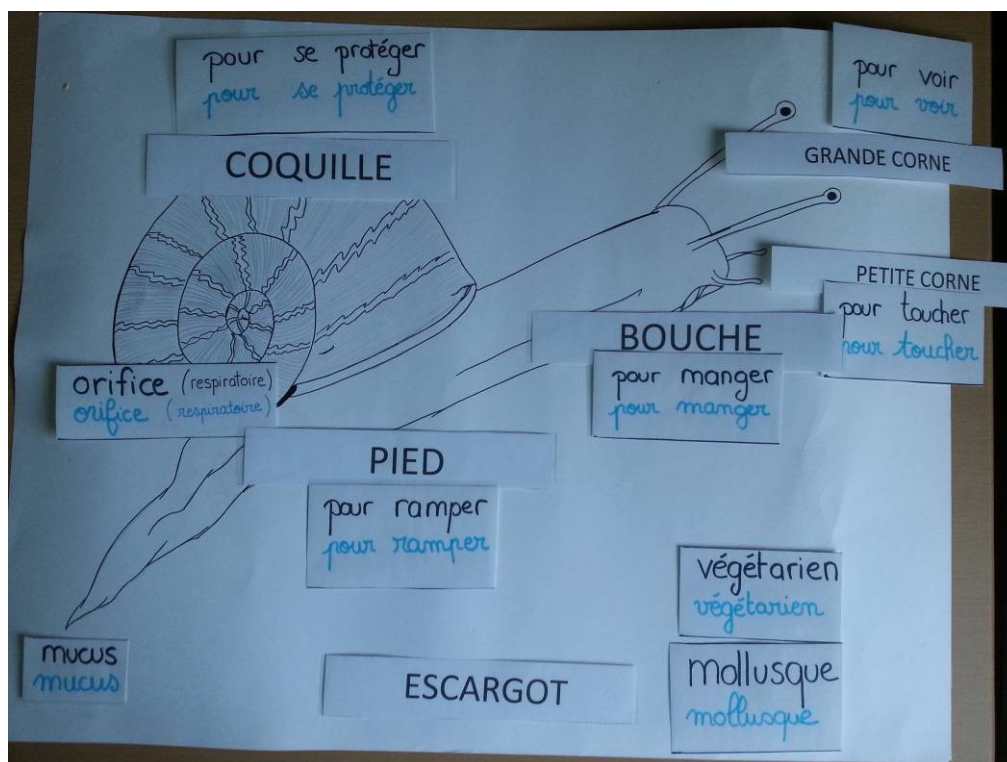 pour se protéger
pour se protéger
COQUILLE
pour voir
pour voir
GRANDE CORNE
PETITE CORNE
pour toucher
pour toucher
BOUCHE
pour manger
pour manger
orifice (respiratoire)
orifice (respiratoire)
PIED
pour ramper
pour ramper
végétarien
végétarien
mucus
mucus
ESCARGOT
mollusque
mollusque